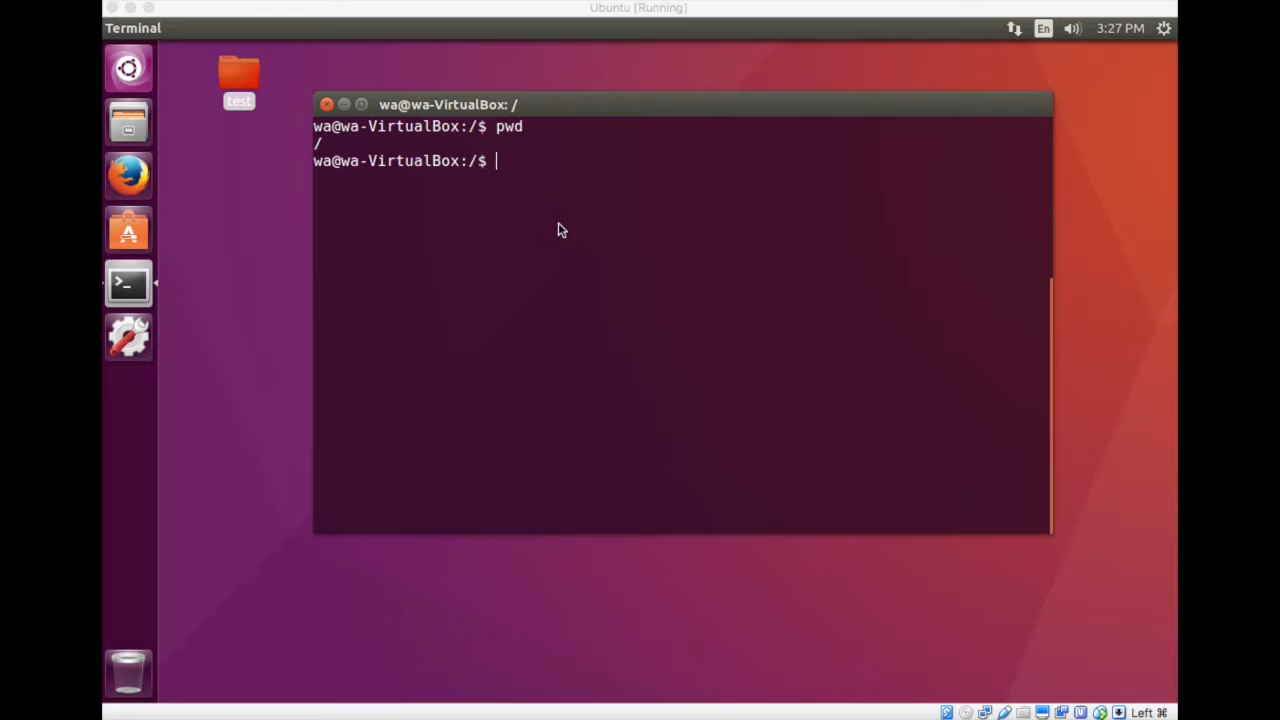 Ubuntu [Running]
Terminal
En
3:27 PM
test
wa@wa-VirtualBox: /
wa@wa-VirtualBox:/$ pwd
/
wa@wa-VirtualBox:/$
Left ⌘